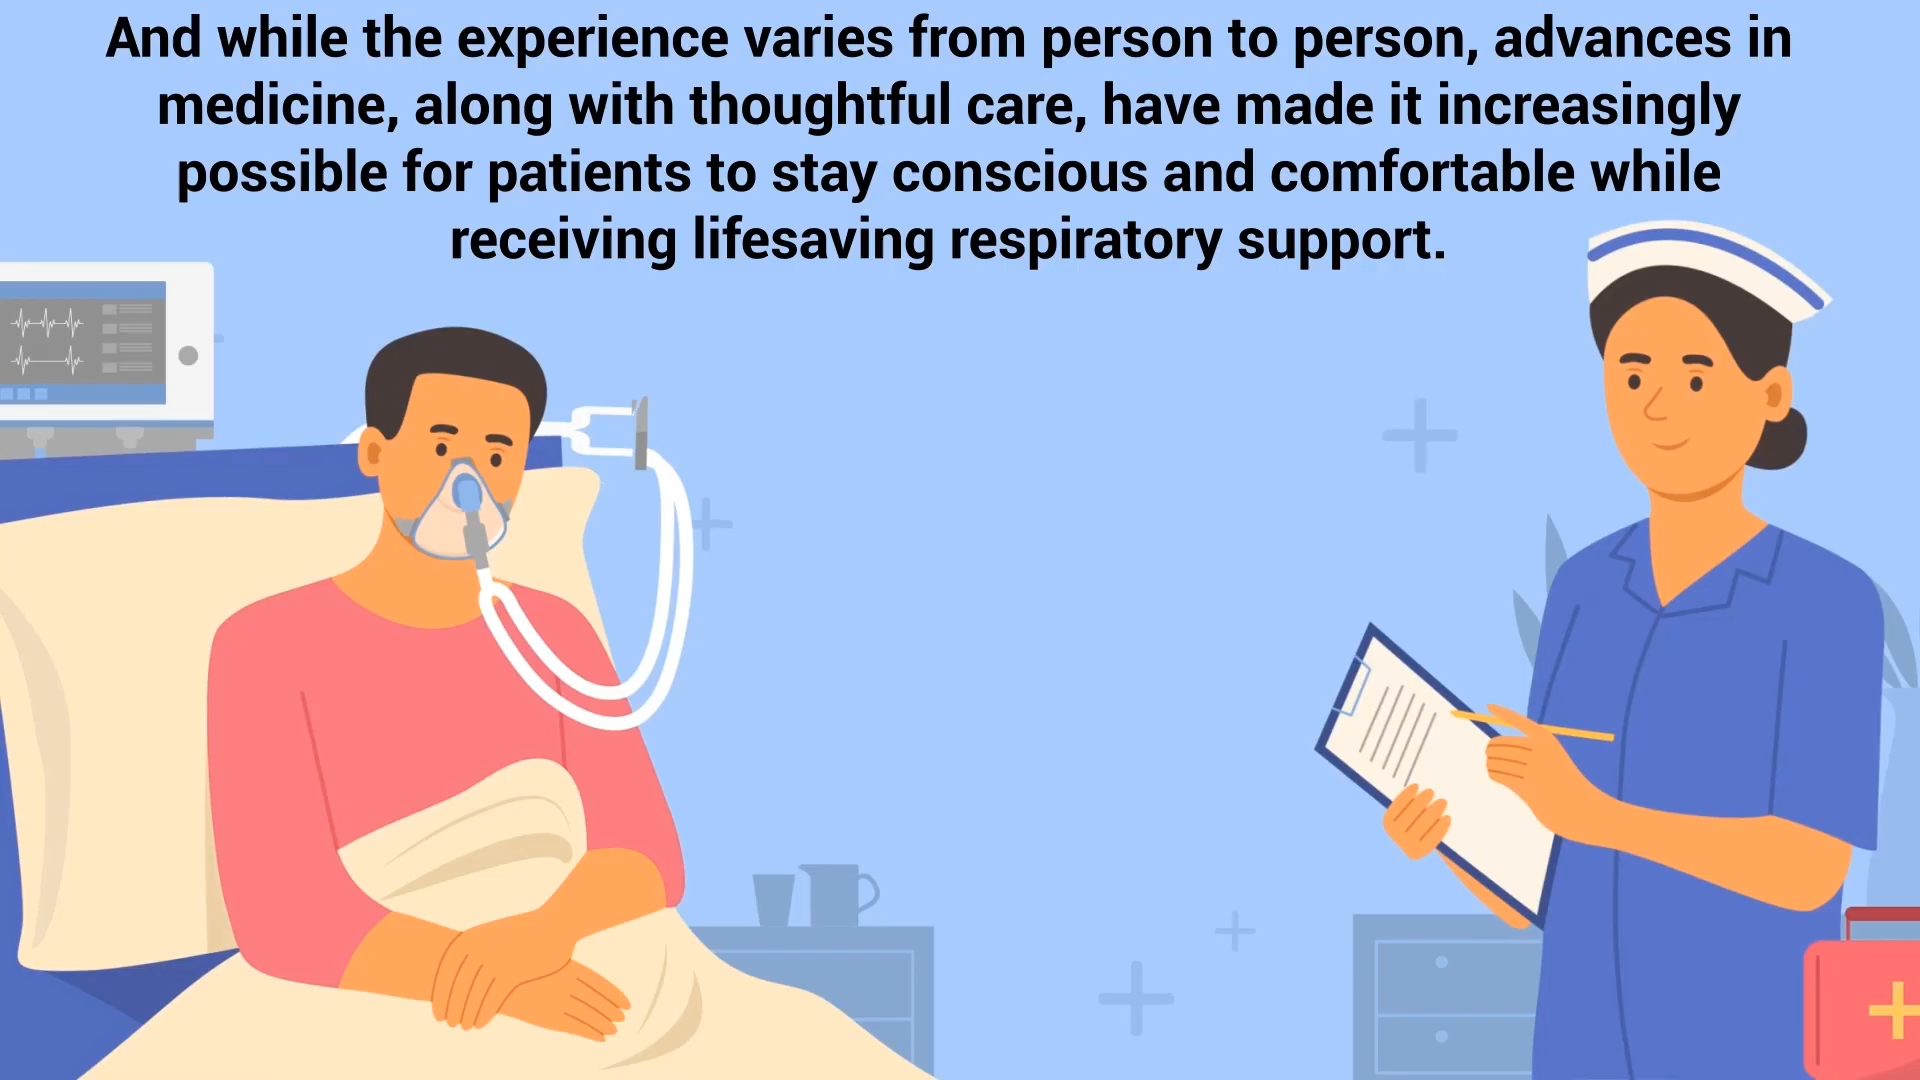 And while the experience varies from person to person, advances in
medicine, along with thoughtful care, have made it increasingly
possible for patients to stay conscious and comfortable while
receiving lifesaving respiratory support.